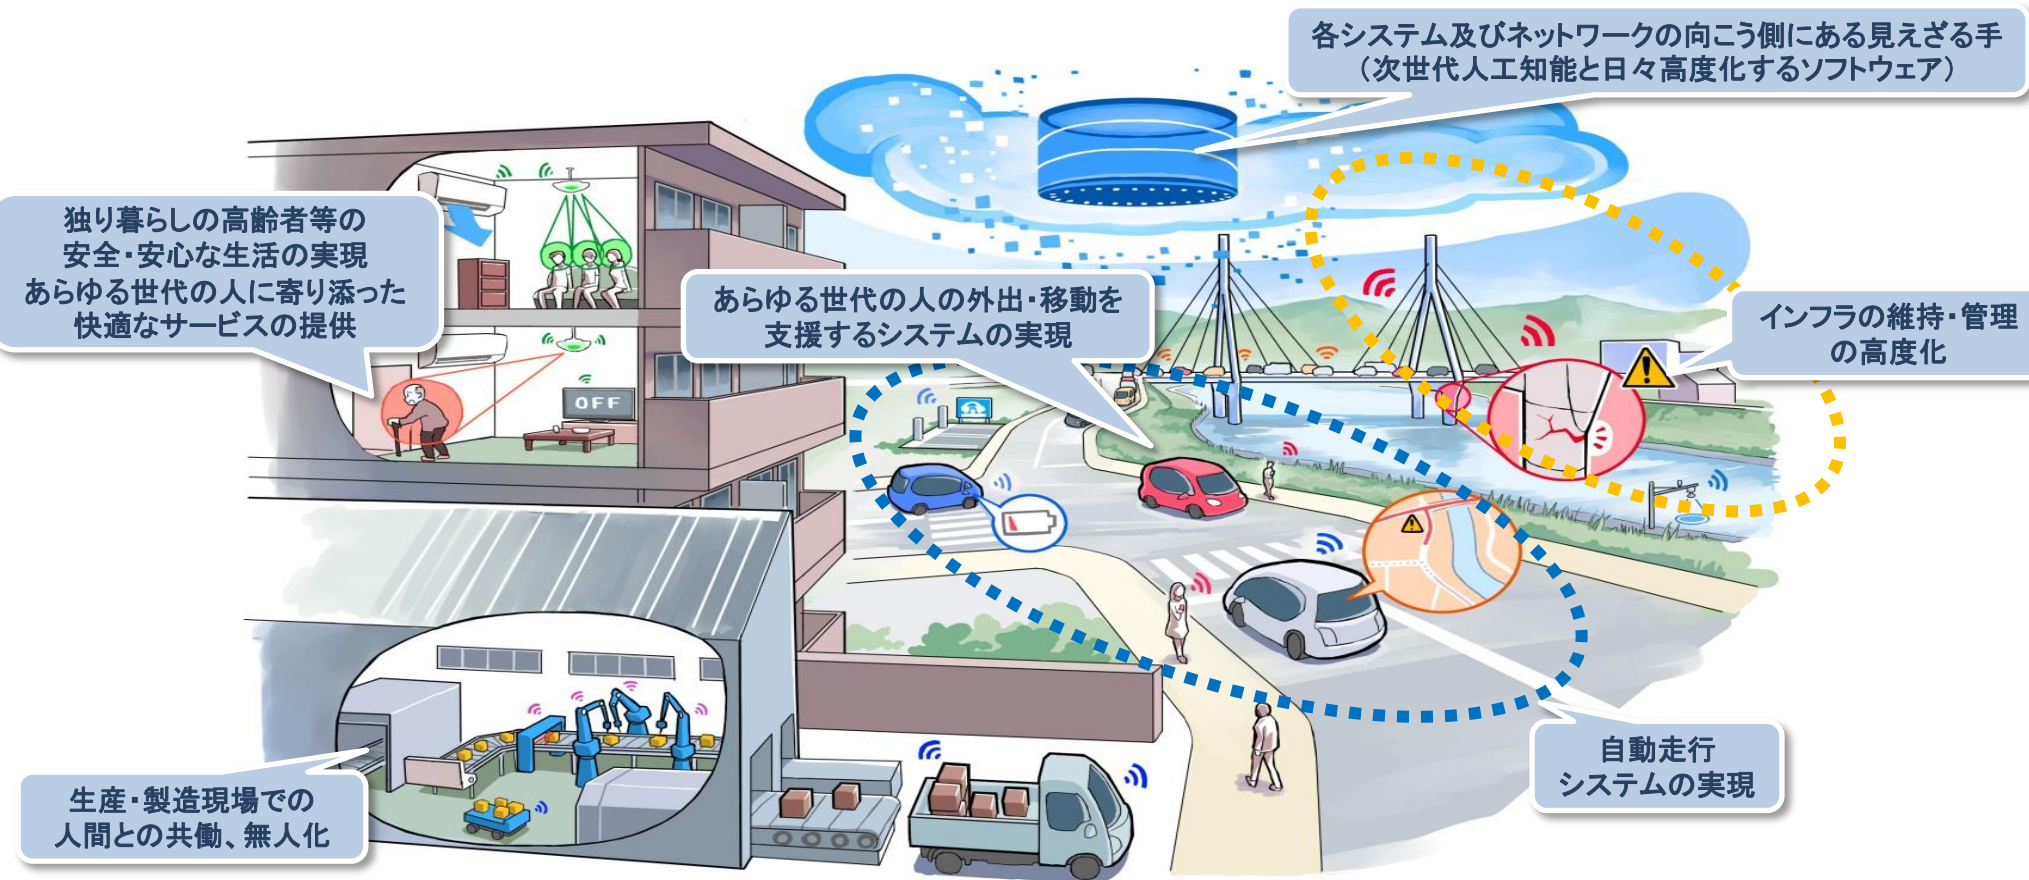 各システム及びネットワークの向こう側にある見えざる手
（次世代人工知能と日々高度化するソフトウェア）
独り暮らしの高齢者等の
安全・安心な生活の実現
あらゆる世代の人に寄り添った
快適なサービスの提供
あらゆる世代の人の外出・移動を
支援するシステムの実現
インフラの維持・管理
の高度化
OFF
自動走行
システムの実現
生産・製造現場での
人間との共働、無人化